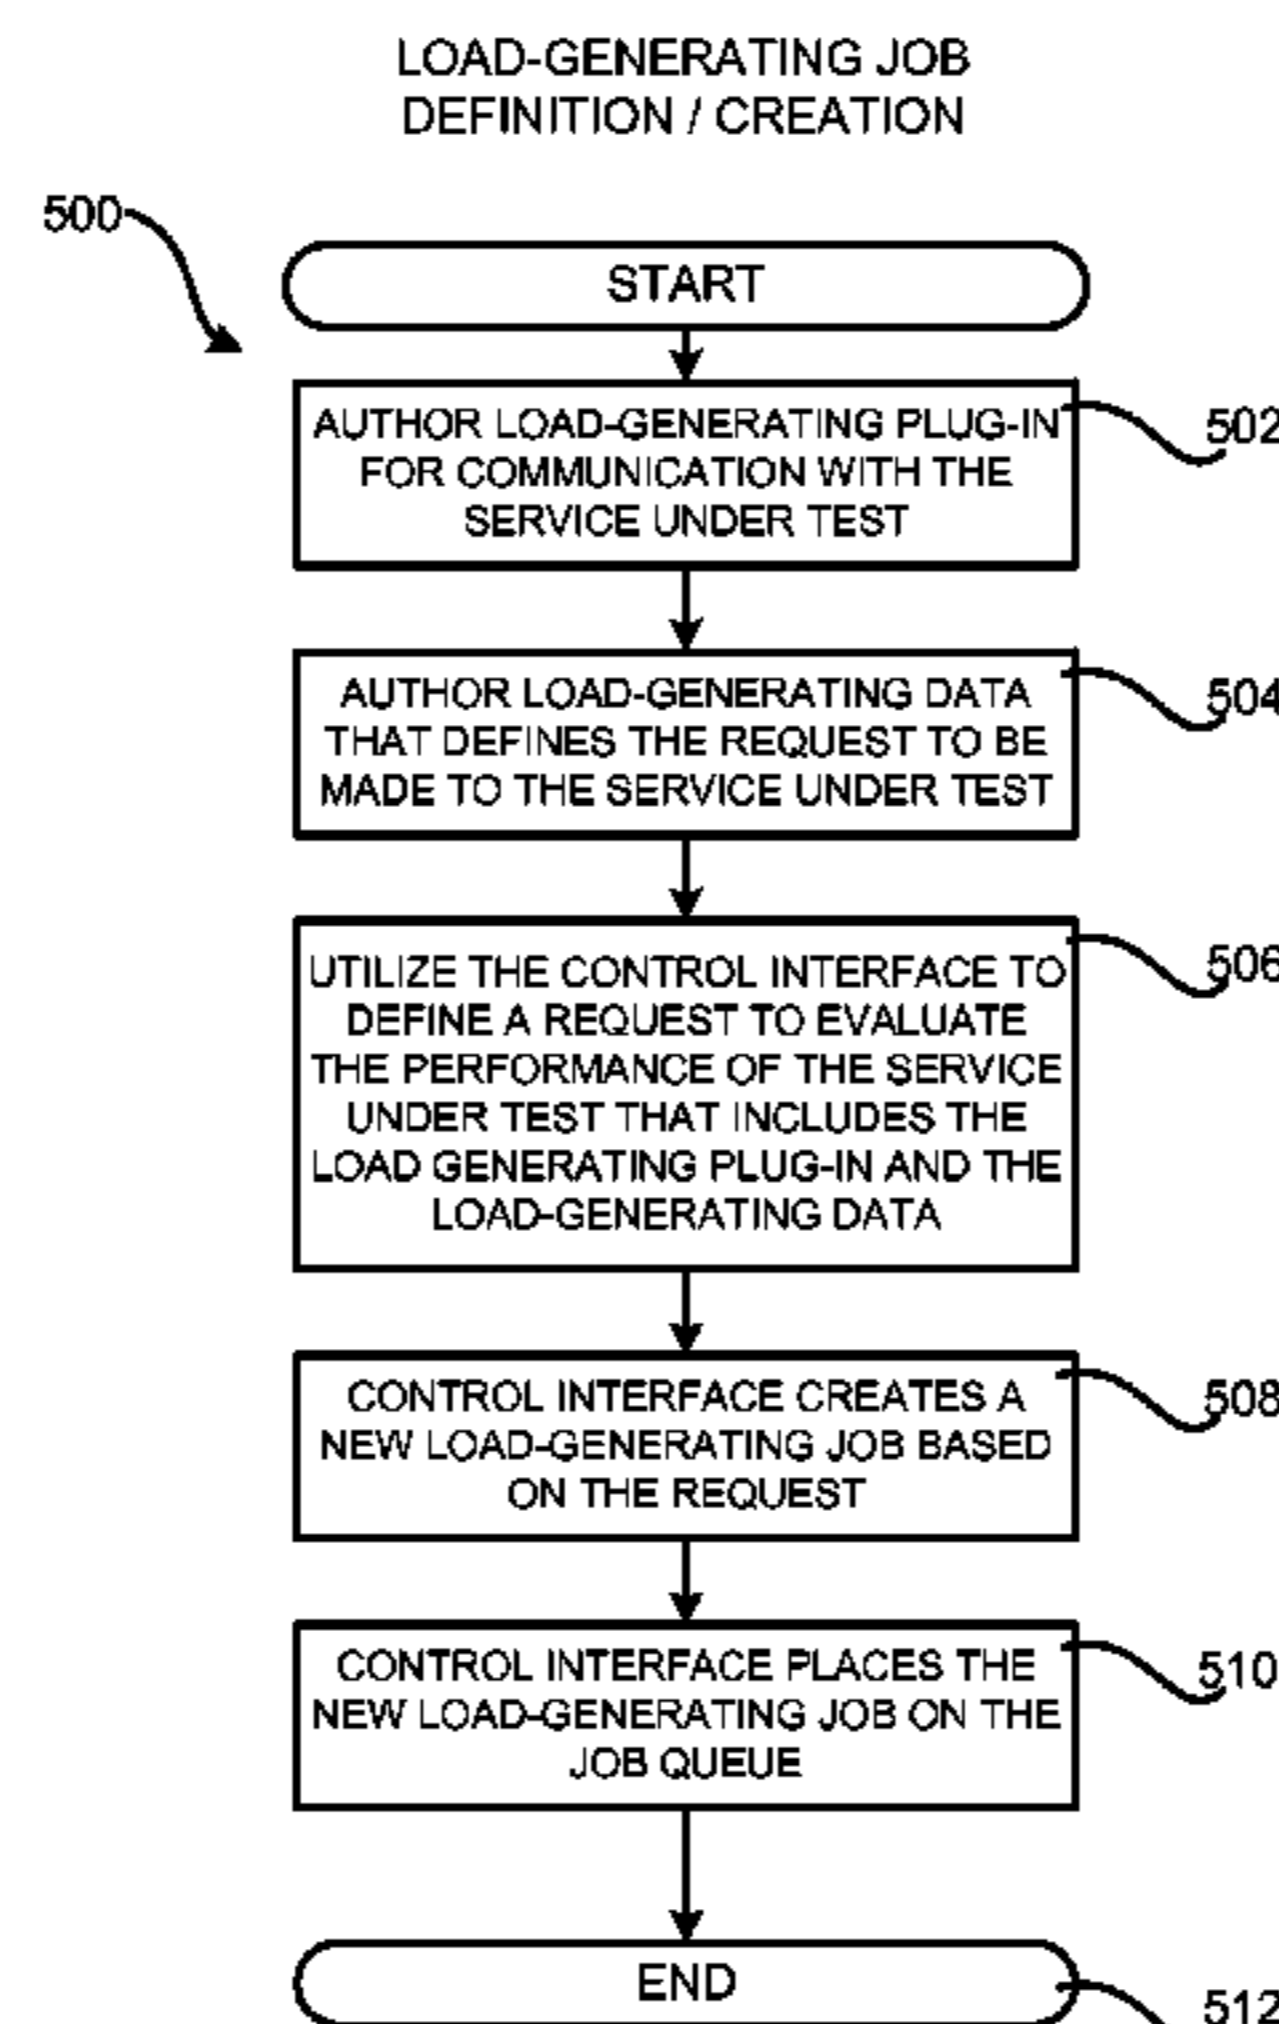 LOAD-GENERATING JOB
DEFINITION / CREATION
500
START
AUTHOR LOAD-GENERATING PLUG-IN
FOR COMMUNICATION WITH THE
SERVICE UNDER TEST
502
AUTHOR LOAD-GENERATING DATA
THAT DEFINES THE REQUEST TO BE
MADE TO THE SERVICE UNDER TEST
504
UTILIZE THE CONTROL INTERFACE TO
DEFINE A REQUEST TO EVALUATE
THE PERFORMANCE OF THE SERVICE
UNDER TEST THAT INCLUDES THE
LOAD GENERATING PLUG-IN AND THE
LOAD-GENERATING DATA
506
CONTROL INTERFACE CREATES A
NEW LOAD-GENERATING JOB BASED
ON THE REQUEST
508
CONTROL INTERFACE PLACES THE
NEW LOAD-GENERATING JOB ON THE
JOB QUEUE
510
END
512